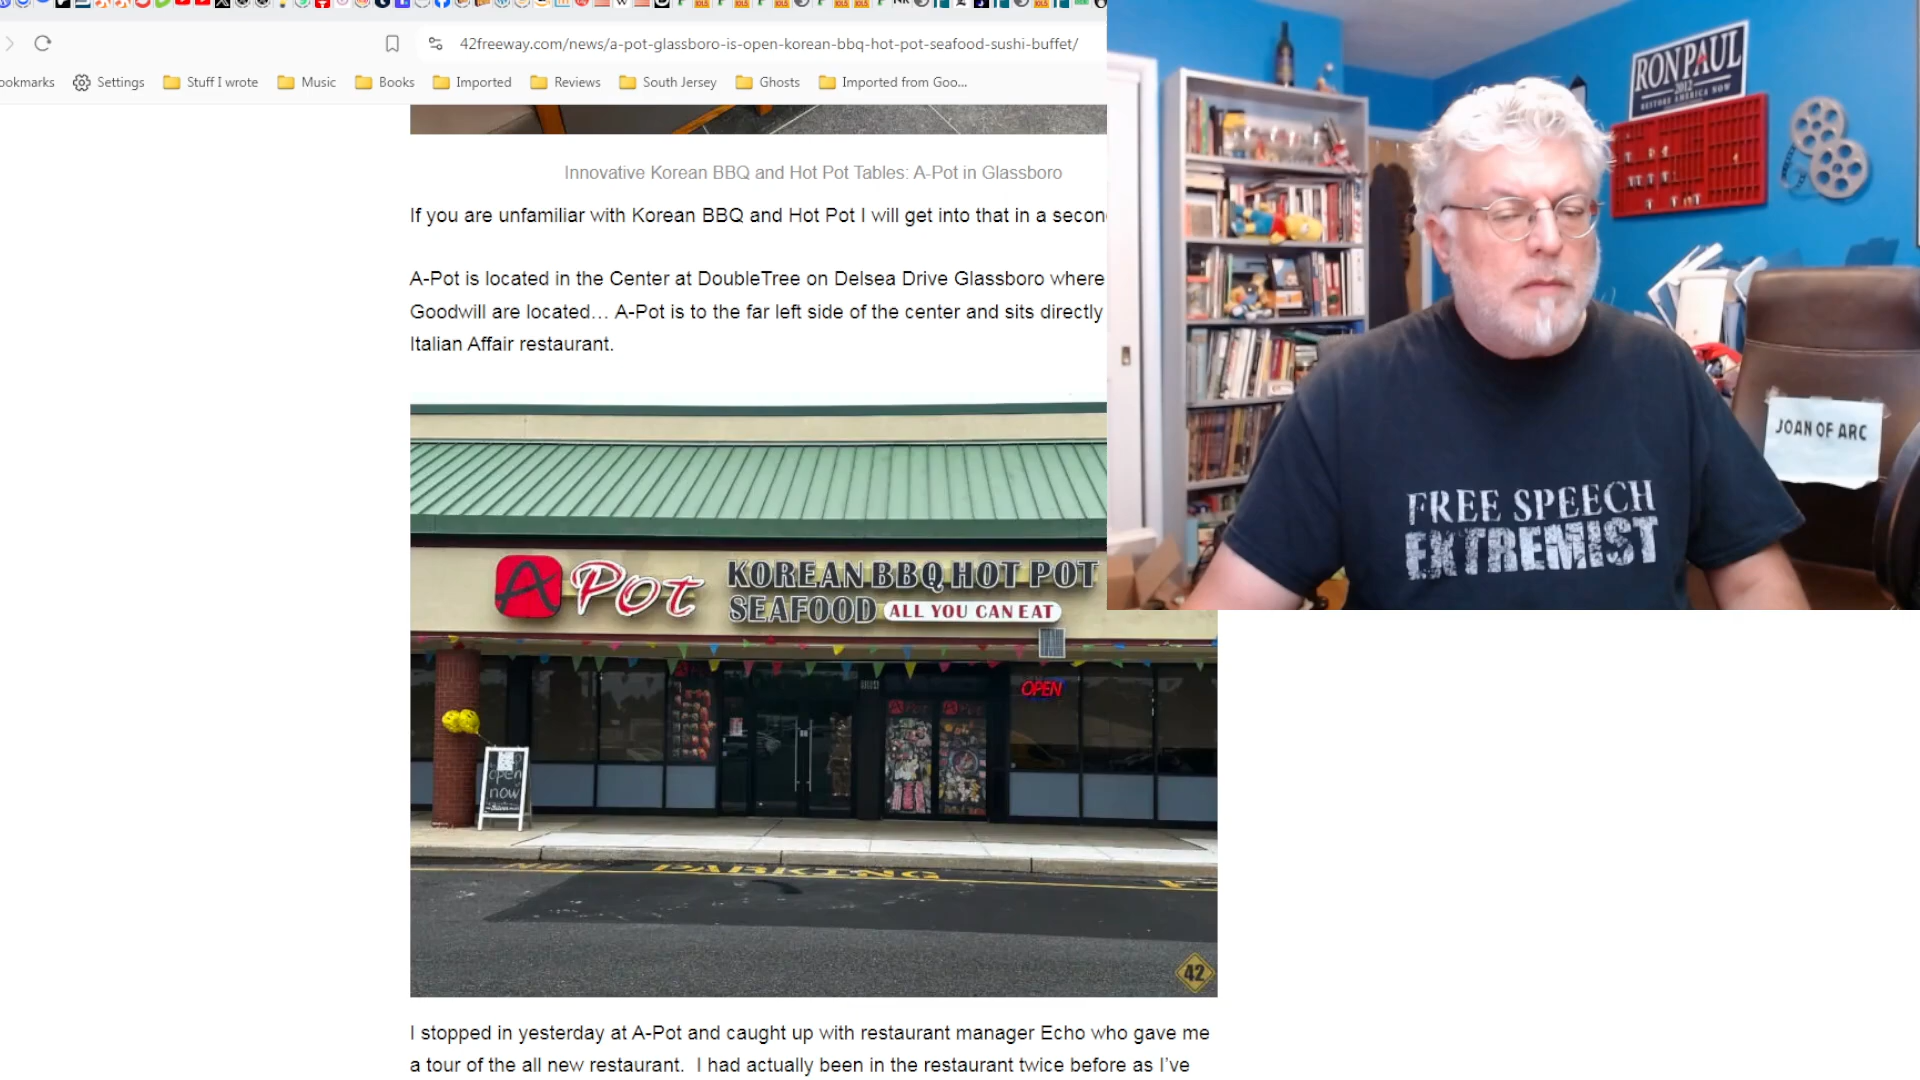 42freeway.com/news/a-pot-glassboro-is-open-korean-bbq-hot-pot-seafood-sushi-buffet/
ookmarks Settings Stuff I wrote Music Books Imported Reviews South Jersey Ghosts Imported from Goo...
Innovative Korean BBQ and Hot Pot Tables: A-Pot in Glassboro
If you are unfamiliar with Korean BBQ and Hot Pot I will get into that in a secon
A-Pot is located in the Center at DoubleTree on Delsea Drive Glassboro where
Goodwill are located... A-Pot is to the far left side of the center and sits directly
Italian Affair restaurant.
A Pot KOREAN BBQ HOT POT
SEAFOOD ALL YOU CAN EAT
OPEN
open
now
PARKING
42
I stopped in yesterday at A-Pot and caught up with restaurant manager Echo who gave me
a tour of the all new restaurant. I had actually been in the restaurant twice before as I've
RON PAUL
2012
RESTORE AMERICA NOW
JOAN OF ARC
FREE SPEECH
EXTREMIST